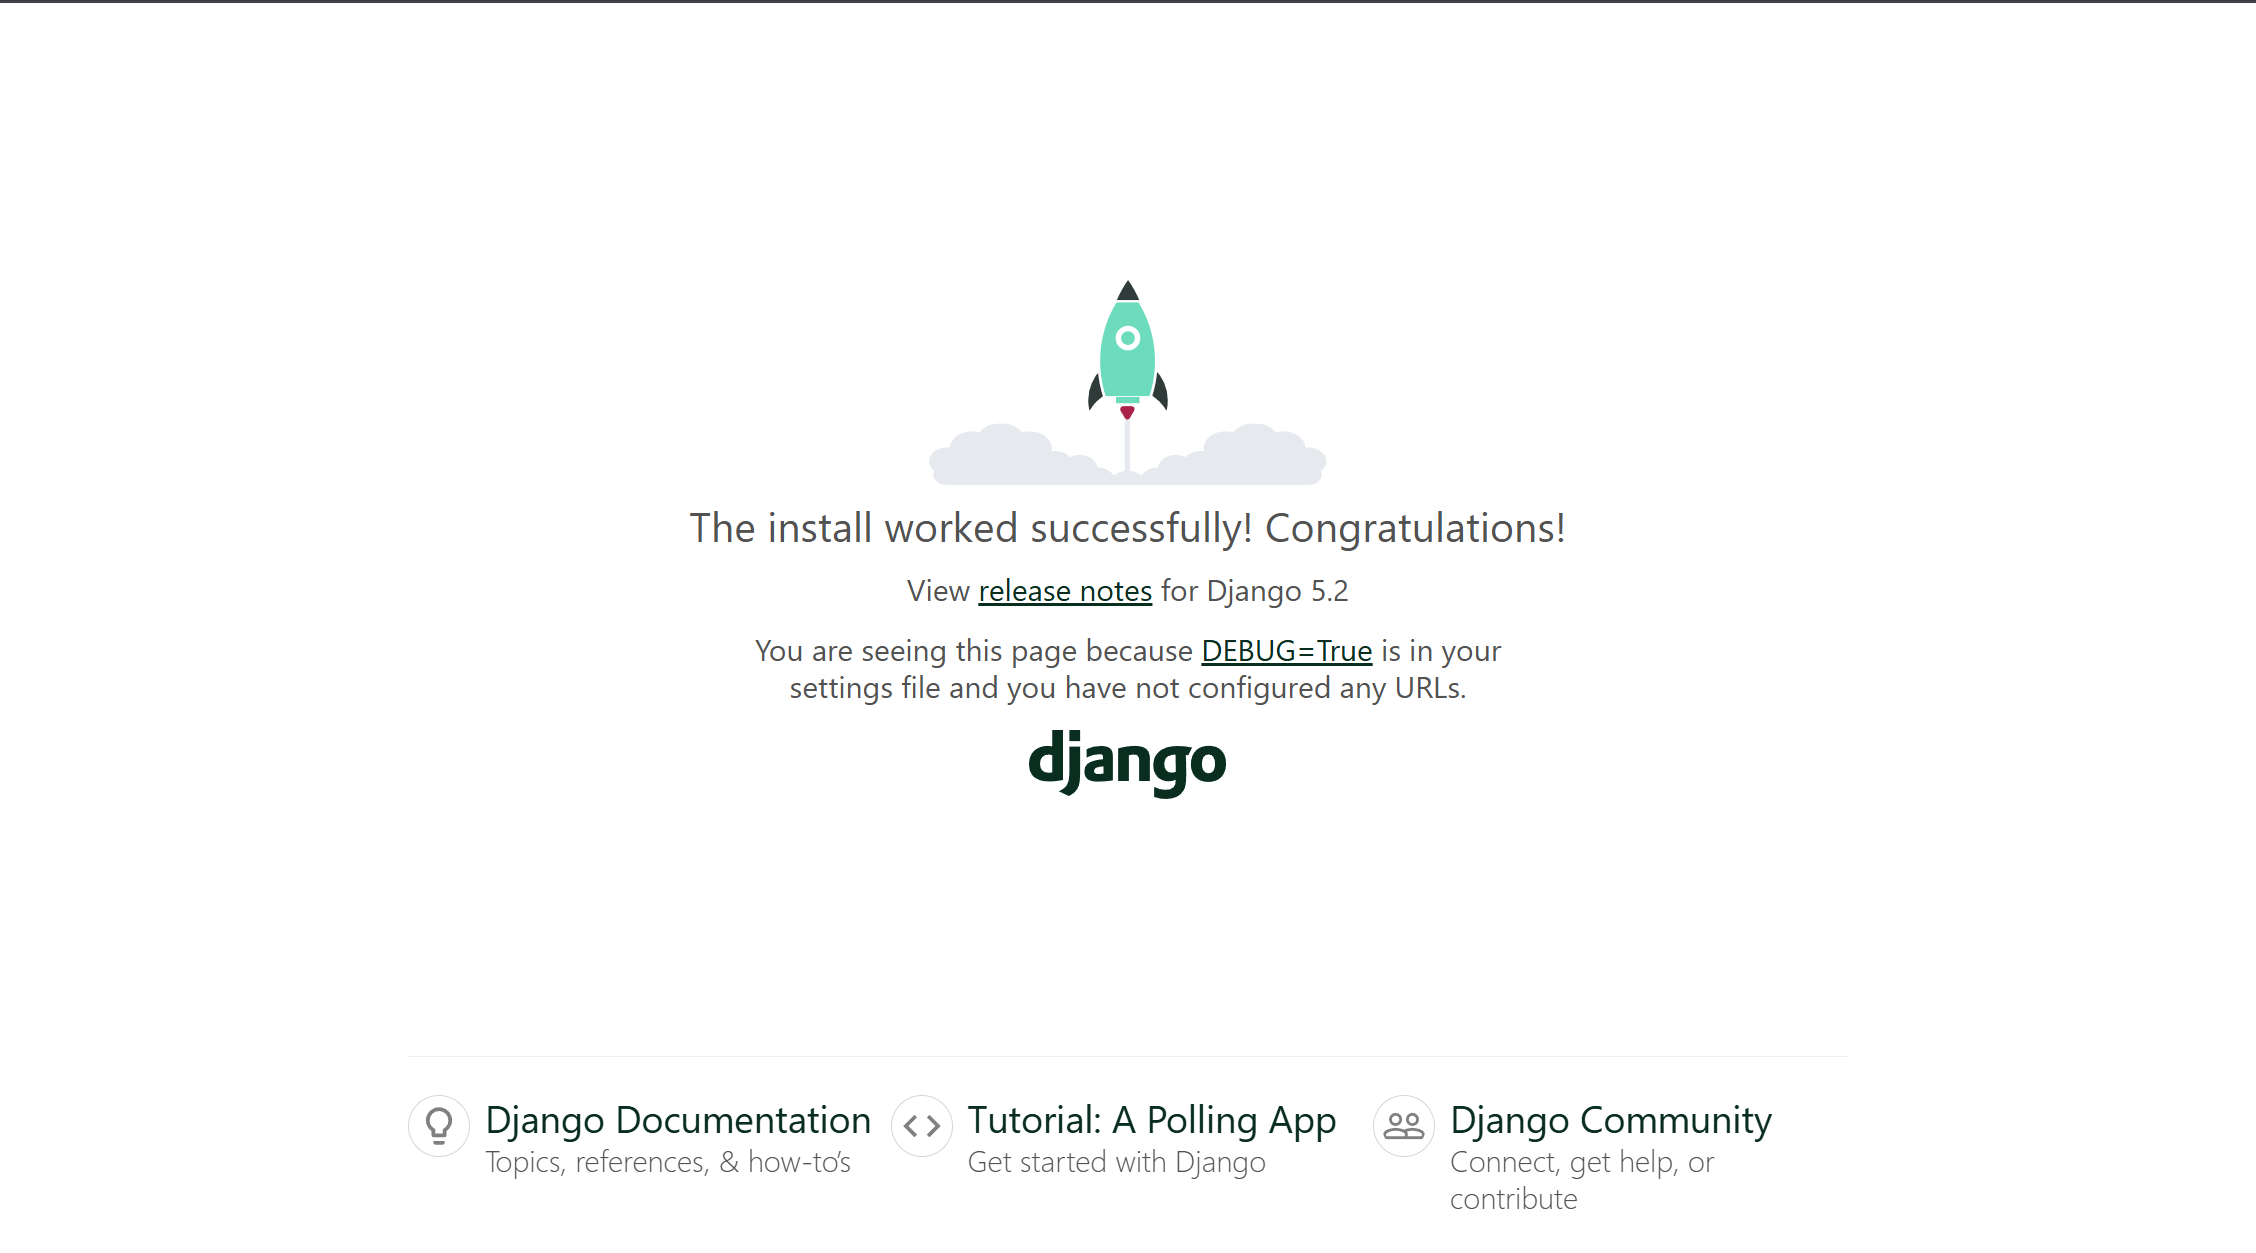 The install worked successfully! Congratulations!
View release notes for Django 5.2
You are seeing this page because DEBUG=True is in your
settings file and you have not configured any URLs.
django
Django Documentation
Topics, references, & how-to’s
Tutorial: A Polling App
Get started with Django
Django Community
Connect, get help, or
contribute